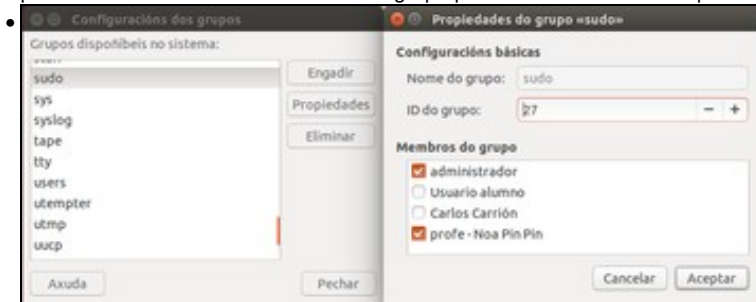 Configuracións dos grupos
Grupos dispoñíbeis no sistema:
sudo
sys
syslog
tape
tty
users
utempter
utmp
uucp
Engadir
Propiedades
Eliminar
Axuda
Pechar
Propiedades do grupo «sudo»
Configuracións básicas
Nome do grupo: sudo
ID do grupo: 27 − +
Membros do grupo
administrador
Usuario alumno
Carlos Carrión
profe - Noa Pin Pin
Cancelar Aceptar